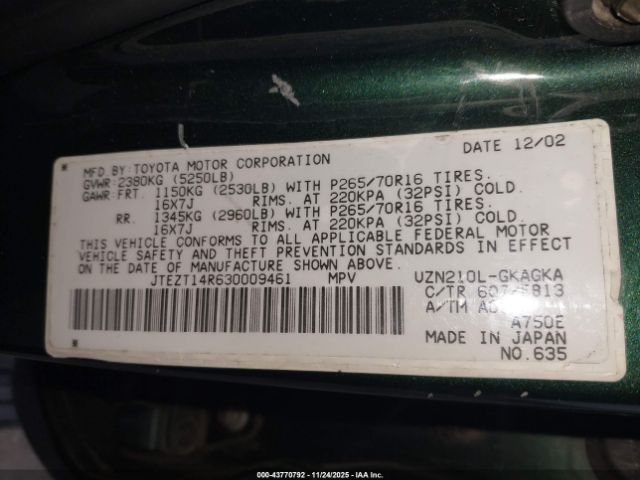 DATE 12/02
MFD. BY: TOYOTA MOTOR CORPORATION
GVWR: 2380KG (5250LB)
GAWR: FRT. 1150KG (2530LB) WITH P265/70R16 TIRES.
16X7J RIMS. AT 220KPA (32PSI) COLD.
RR. 1345KG (2960LB) WITH P265/70R16 TIRES.
16X7J RIMS. AT 220KPA (32PSI) COLD.
THIS VEHICLE CONFORMS TO ALL APPLICABLE FEDERAL MOTOR
VEHICLE SAFETY AND THEFT PREVENTION STANDARDS IN EFFECT
ON THE DATE OF MANUFACTURE SHOWN ABOVE.
JTEZT14R630009461 MPV UZN210L-GKAGKA
C/TR
A/TM
A750E
MADE IN JAPAN
NO.635
000-43770792 - 11/24/2025 - IAAI.COM